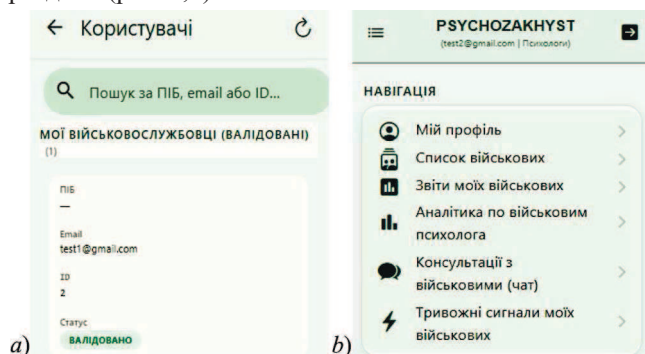 ← Користувачі
Пошук за ПІБ, email або ID...
МОЇ ВІЙСЬКОВОСЛУЖБОВЦІ (ВАЛІДОВАНІ)
(1)
ПІБ
—
Email
test1@gmail.com
ID
2
Статус
ВАЛІДОВАНО
a)
PSYCHOZAKHYST
(test2@gmail.com | Психологи)
НАВІГАЦІЯ
Мій профіль
Список військових
Звіти моїх військових
Аналітика по військовим
психолога
Консультації з
військовими (чат)
Тривожні сигнали моїх
військових
b)